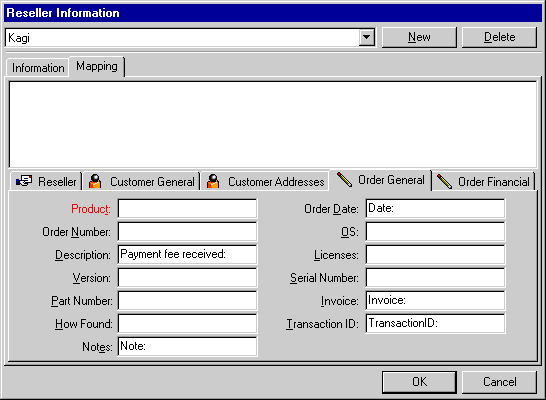 Reseller Information
Kagi New Delete
Information Mapping
Reseller Customer General Customer Addresses Order General Order Financial
Product: Order Date: Date:
Order Number: OS:
Description: Payment fee received: Licenses:
Version: Serial Number:
Part Number: Invoice: Invoice:
How Found: Transaction ID: TransactionID:
Notes: Note:
OK Cancel